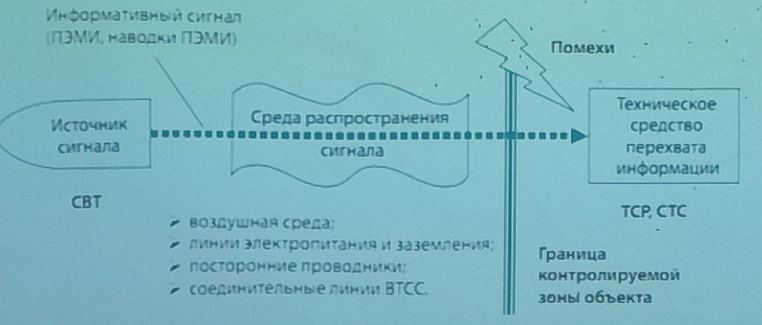 Информативный сигнал
(ПЭМИ, наводки ПЭМИ)
Помехи
Источник
сигнала
Среда распространения
сигнала
Техническое
средство
перехвата
информации
СВТ
ТСР, СТС
➤ воздушная среда;
➤ линии электропитания и заземления;
➤ посторонние проводники;
➤ соединительные линии ВТСС.
Граница
контролируемой
зоны объекта